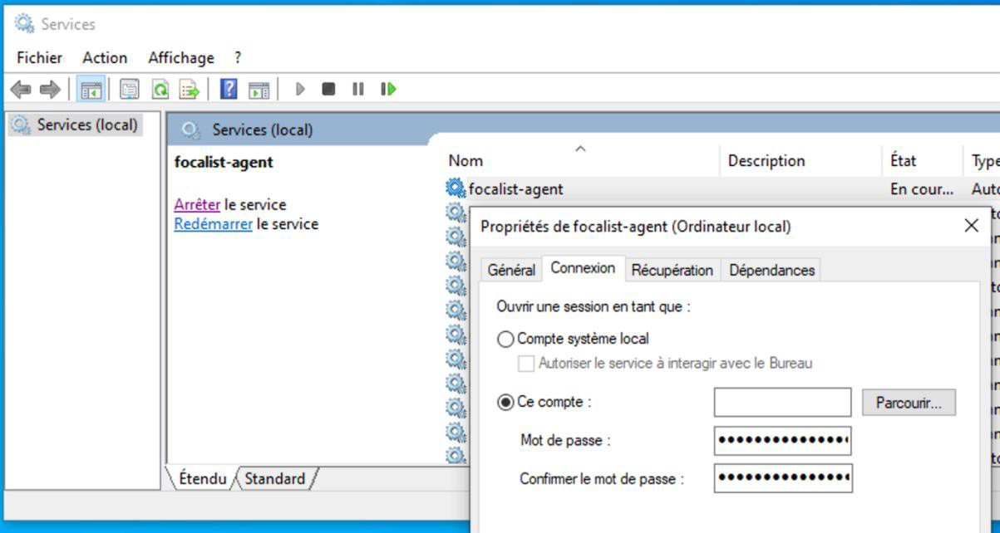 Services
Fichier Action Affichage ?
Services (local)
Services (local)
focalist-agent
Arrêter le service
Redémarrer le service
Nom Description État Type
focalist-agent En cour... Auto
Propriétés de focalist-agent (Ordinateur local)
Général Connexion Récupération Dépendances
Ouvrir une session en tant que :
Compte système local
Autoriser le service à interagir avec le Bureau
Ce compte :
Parcourir...
Mot de passe : ●●●●●●●●●●●●●●●
Confirmer le mot de passe : ●●●●●●●●●●●●●●●
Étendu Standard